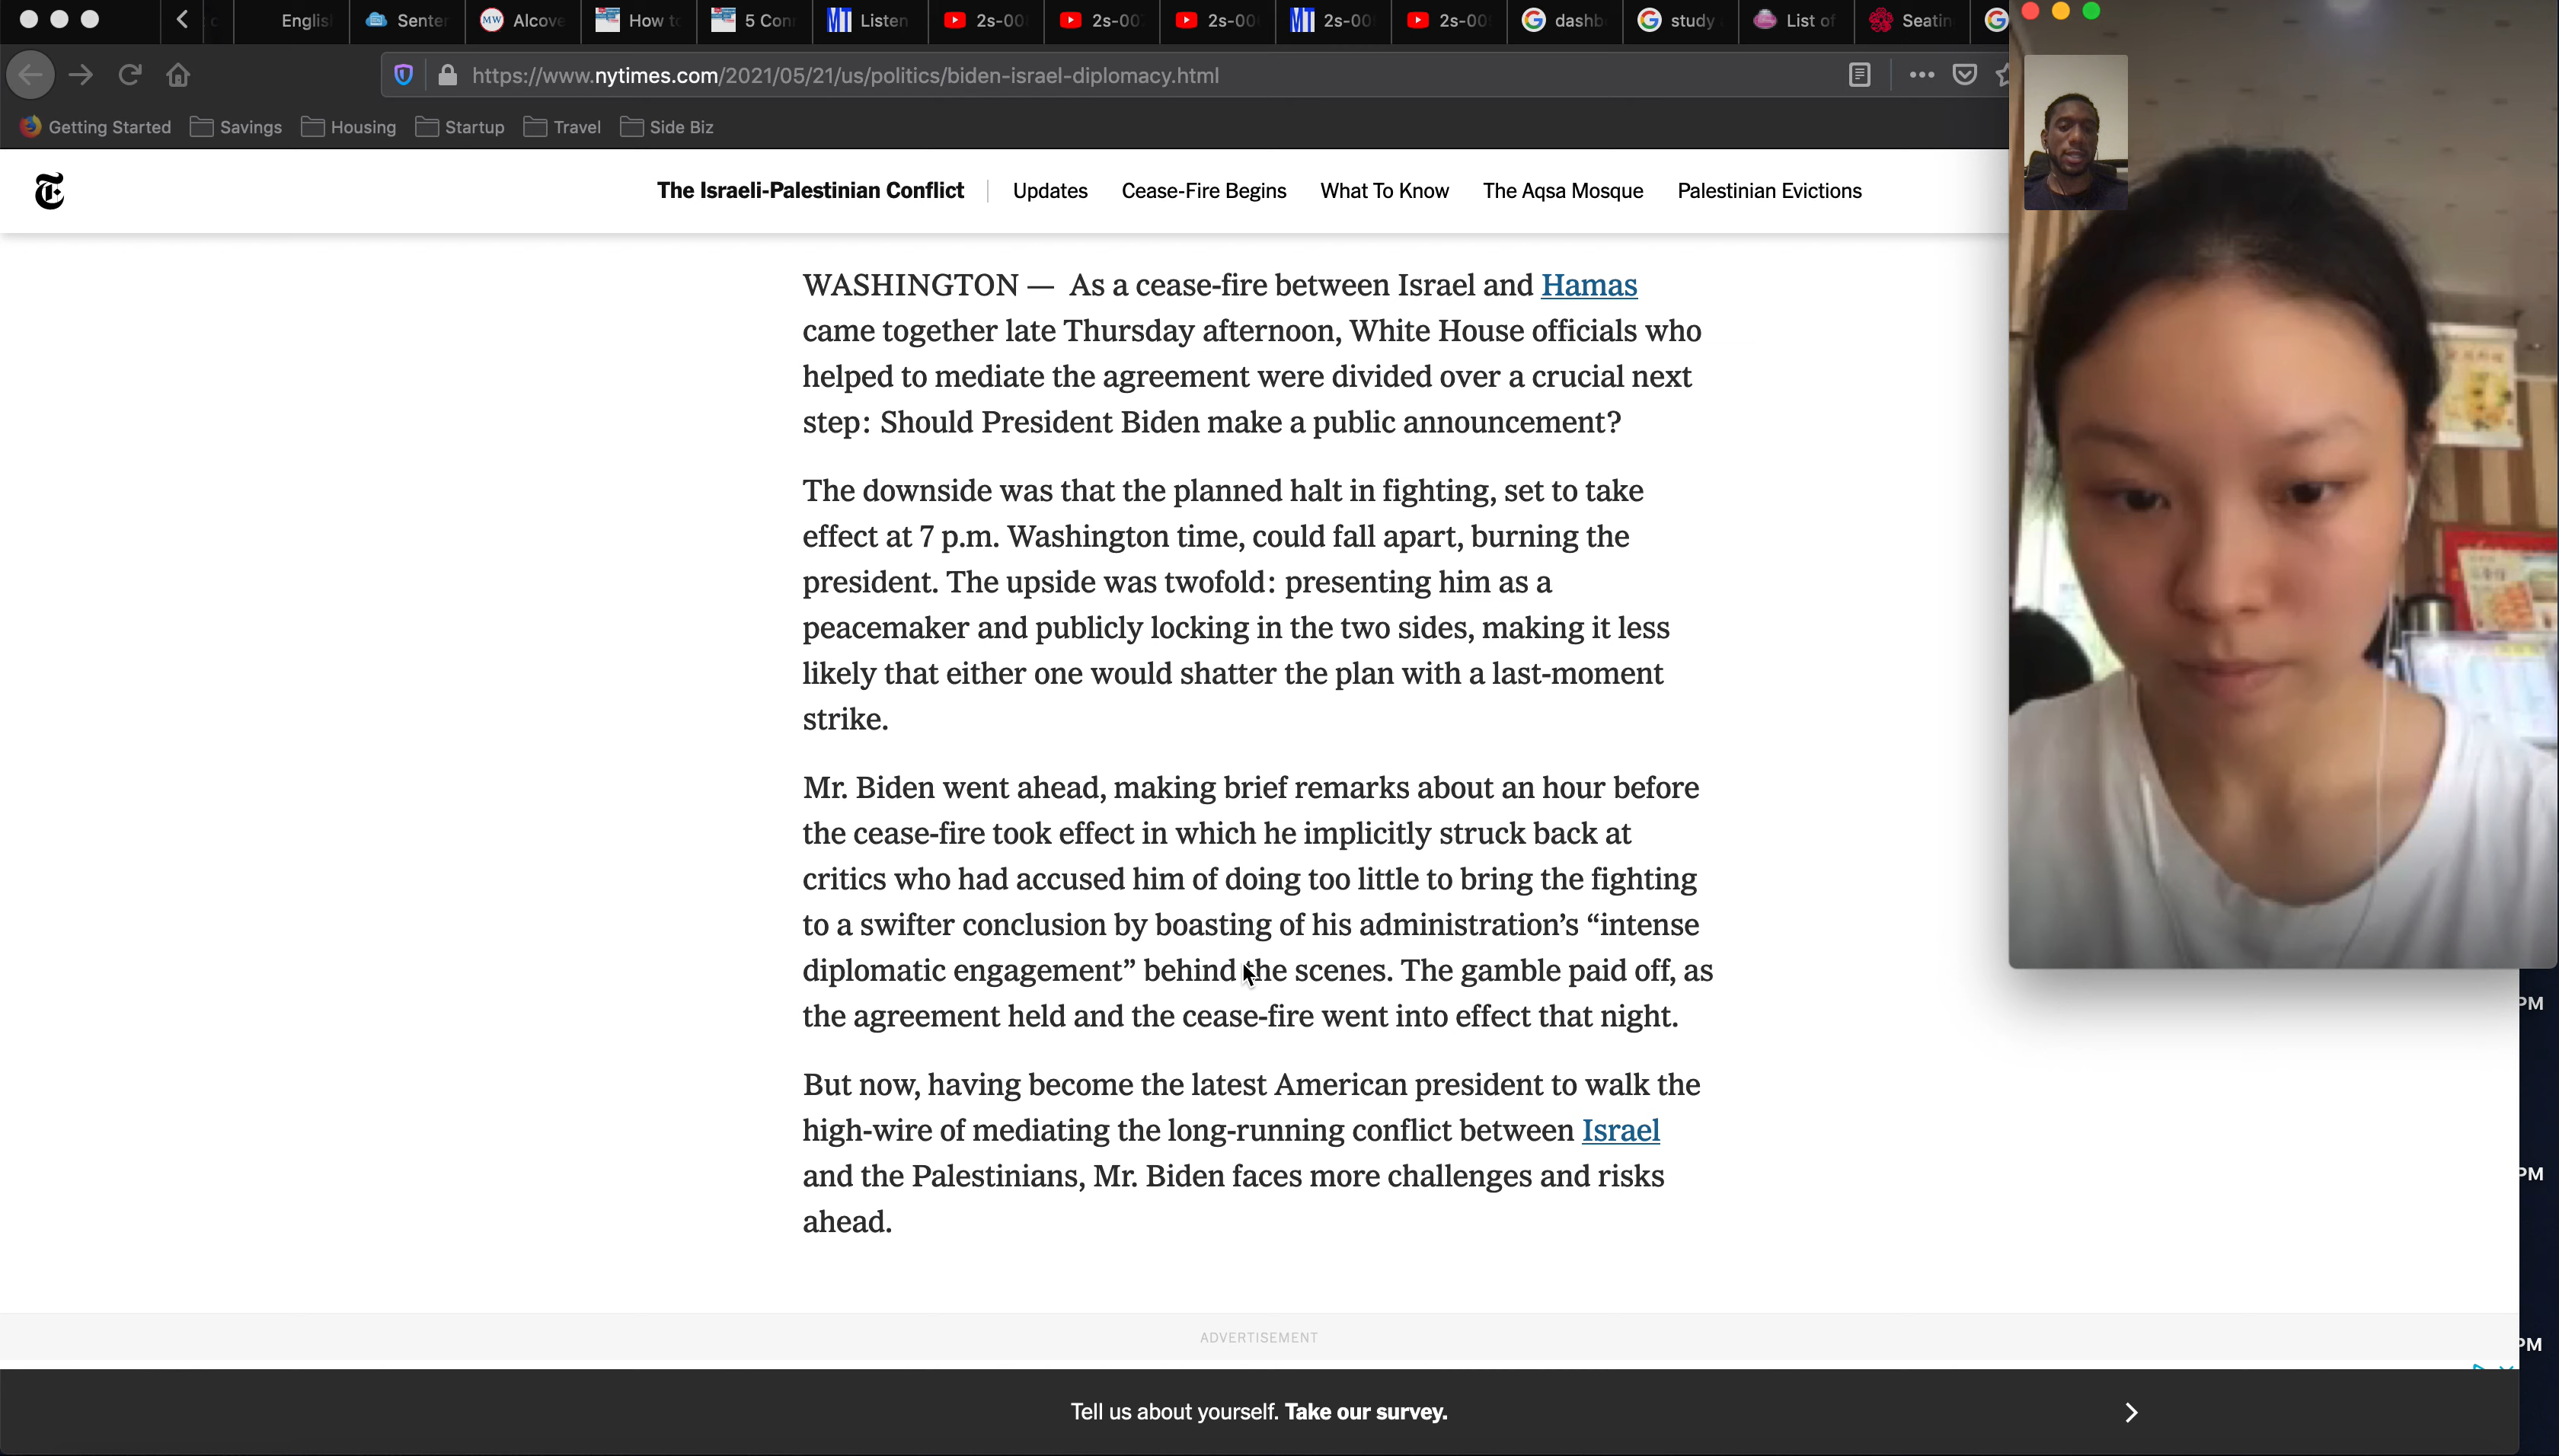 Englis
Senter
MW
Alcove
How to
5 Con
MT
Listen
2s-00
2s-00
2s-00
MT
2s-00
2s-00
dashb
study
List of
Seatin
https://www.nytimes.com/2021/05/21/us/politics/biden-israel-diplomacy.html
Getting Started
Savings
Housing
Startup
Travel
Side Biz
The Israeli-Palestinian Conflict
Updates
Cease-Fire Begins
What To Know
The Aqsa Mosque
Palestinian Evictions
WASHINGTON — As a cease-fire between Israel and Hamas
came together late Thursday afternoon, White House officials who
helped to mediate the agreement were divided over a crucial next
step: Should President Biden make a public announcement?
The downside was that the planned halt in fighting, set to take
effect at 7 p.m. Washington time, could fall apart, burning the
president. The upside was twofold: presenting him as a
peacemaker and publicly locking in the two sides, making it less
likely that either one would shatter the plan with a last-moment
strike.
Mr. Biden went ahead, making brief remarks about an hour before
the cease-fire took effect in which he implicitly struck back at
critics who had accused him of doing too little to bring the fighting
to a swifter conclusion by boasting of his administration’s “intense
diplomatic engagement” behind the scenes. The gamble paid off, as
the agreement held and the cease-fire went into effect that night.
But now, having become the latest American president to walk the
high-wire of mediating the long-running conflict between Israel
and the Palestinians, Mr. Biden faces more challenges and risks
ahead.
PM
PM
PM
ADVERTISEMENT
Tell us about yourself. Take our survey.